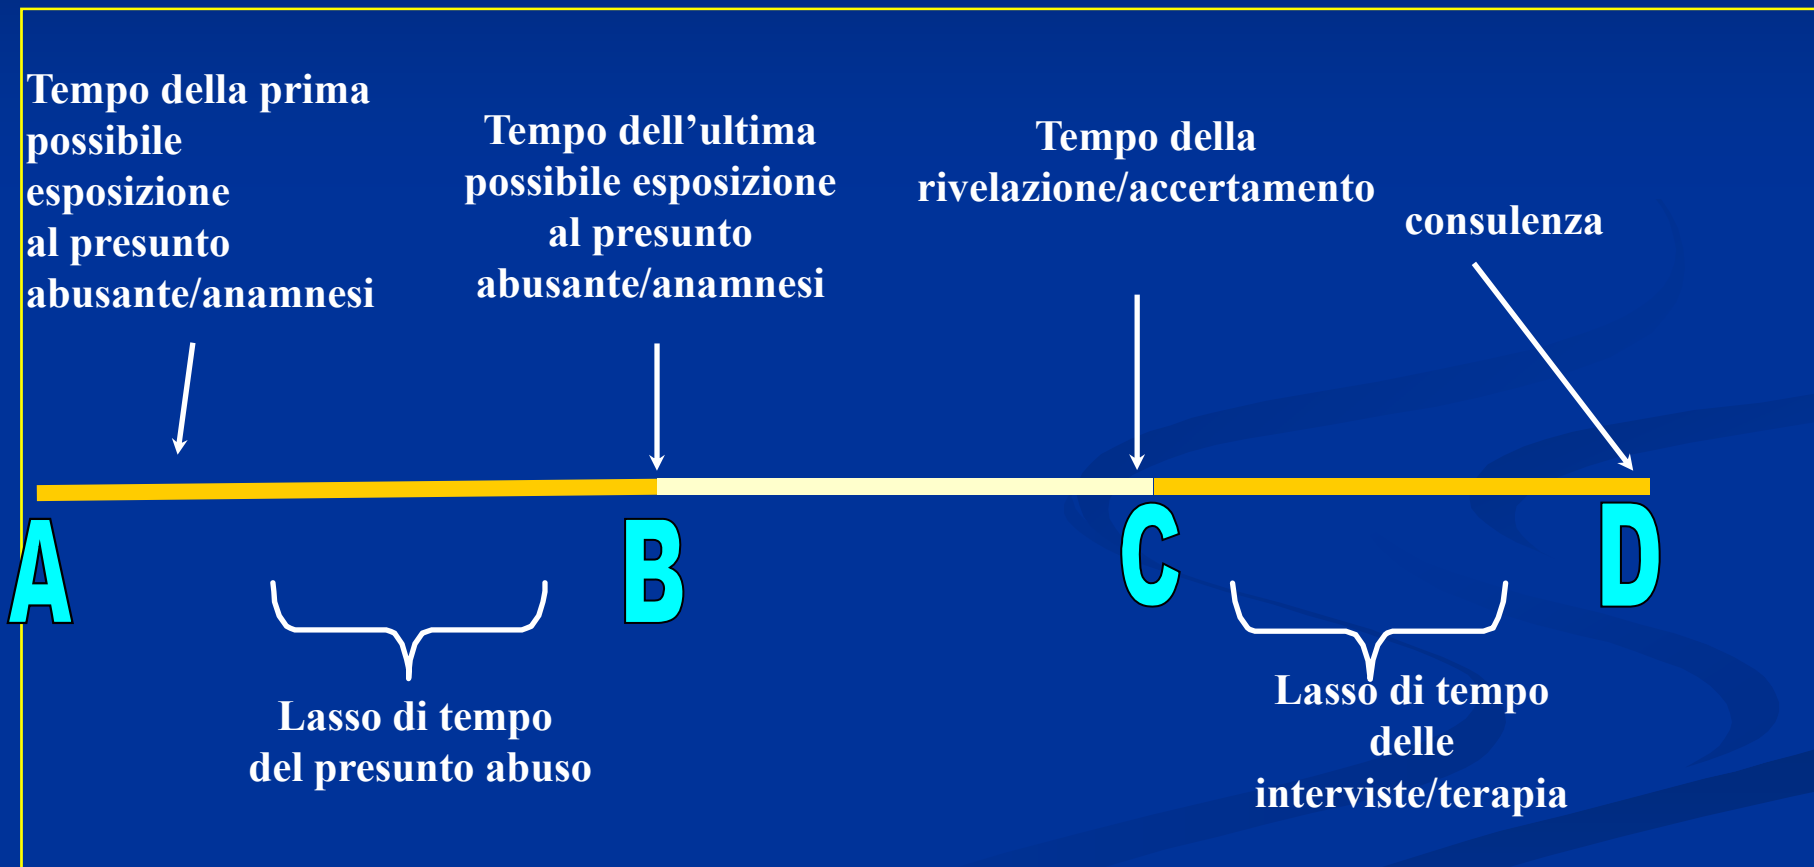 Tempo della prima
possibile
esposizione
al presunto
abusante/anamnesi
Tempo dell’ultima
possibile esposizione
al presunto
abusante/anamnesi
Tempo della
rivelazione/accertamento
consulenza
A
B
C
D
Lasso di tempo
del presunto abuso
Lasso di tempo
delle
interviste/terapia